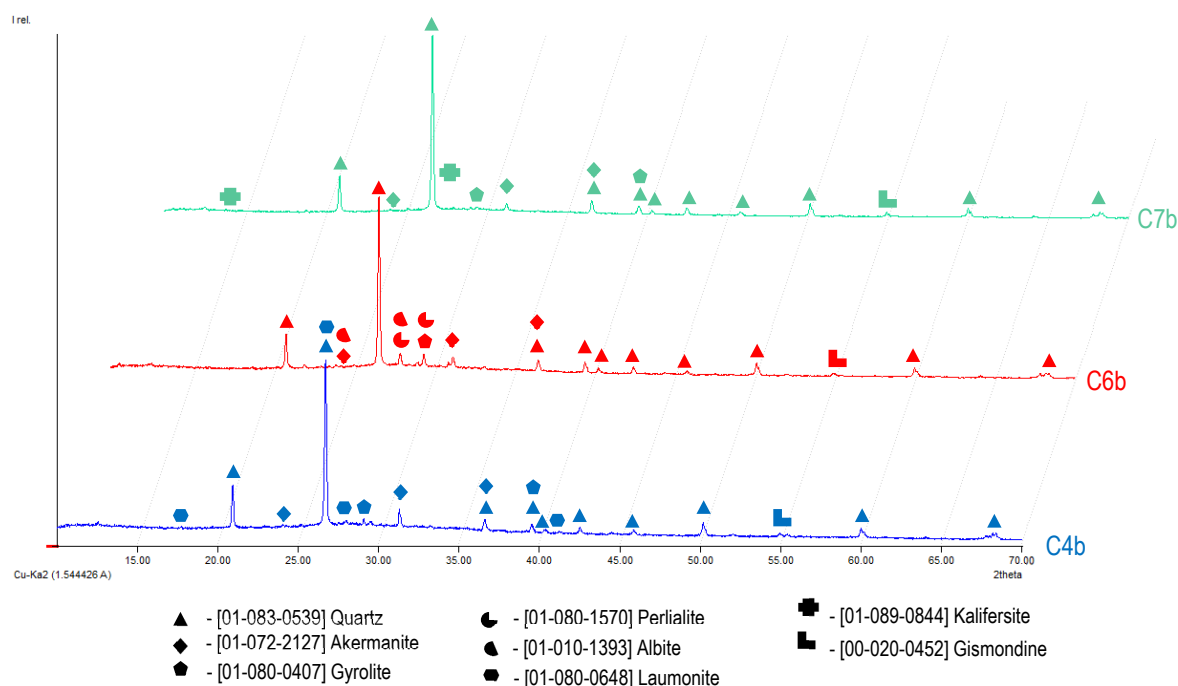 I rel.
C7b
C6b
C4b
15.00 20.00 25.00 30.00 35.00 40.00 45.00 50.00 55.00 60.00 65.00 70.00
Cu-Ka2 (1.544426 A) 2theta
- [01-083-0539] Quartz
- [01-072-2127] Akermanite
- [01-080-0407] Gyrolite
- [01-080-1570] Perlialite
- [01-010-1393] Albite
- [01-080-0648] Laumonite
- [01-089-0844] Kalifersite
- [00-020-0452] Gismondine